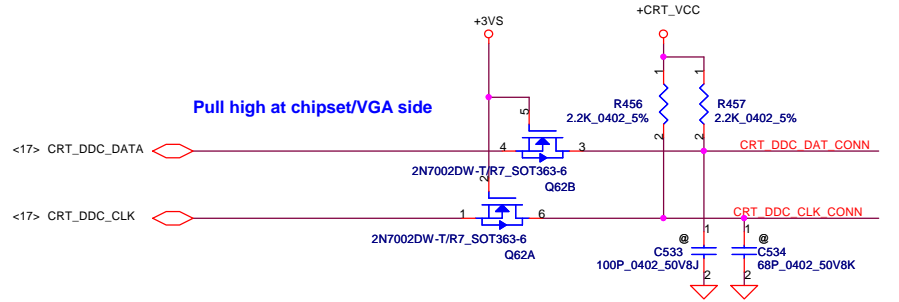 +3VS
+CRT_VCC
Pull high at chipset/VGA side
1
1
R456
2.2K_0402_5%
R457
2.2K_0402_5%
5
2
2
<17> CRT_DDC_DATA
4
3
CRT_DDC_DAT_CONN
2N7002DW-T/R7_SOT363-6
Q62B
2
<17> CRT_DDC_CLK
1
6
CRT_DDC_CLK_CONN
2N7002DW-T/R7_SOT363-6
Q62A
1
1
@
C533
100P_0402_50V8J
@
C534
68P_0402_50V8K
2
2